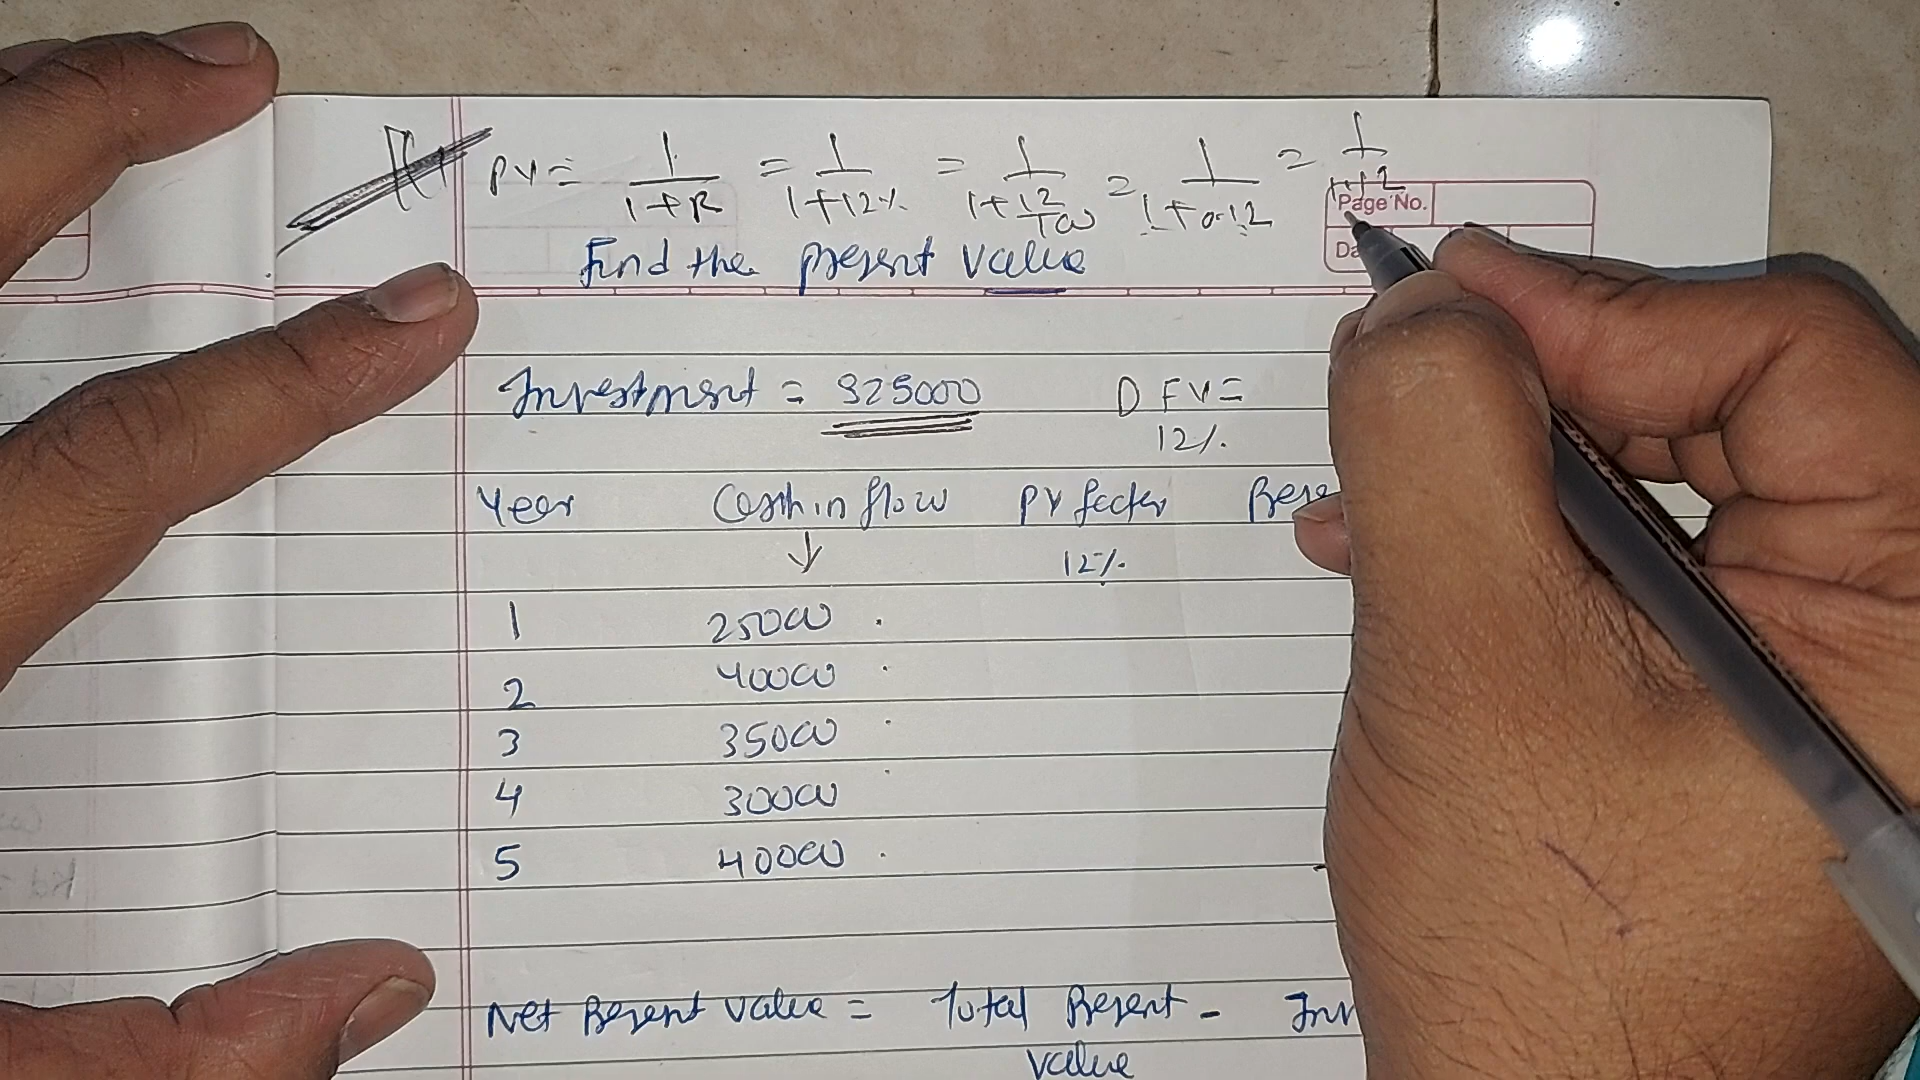 PV = 1/(1+R) = 1/(1+12%) = 1/(1+12/100) = 1/(1+0.12) = 1/1.12
Page No.
Find the present value
Investment = 325000 DFV =
12%.
Year Cash in flow PV factor
↓ 12%.
1 25000 .
2 40000 .
3 35000 .
4 30000 .
5 40000 .
Net Present value = Total Present -
value